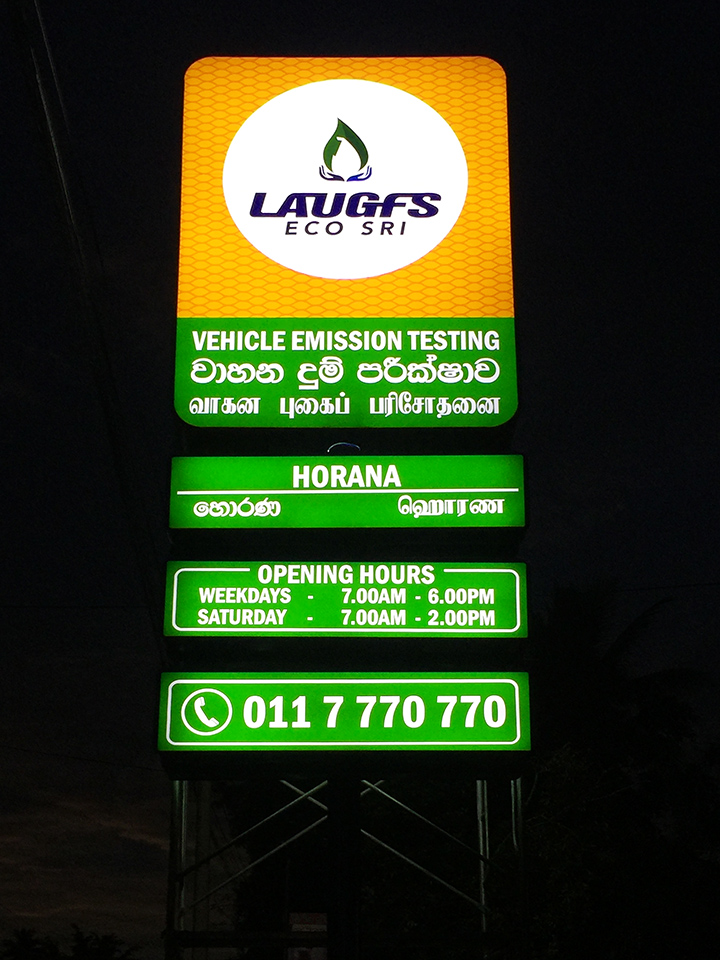 LAUGFS
ECO SRI
VEHICLE EMISSION TESTING
වාහන දුම් පරීක්ෂාව
வாகன புகைப் பரிசோதனை
HORANA
හොරණ ஹொரண
OPENING HOURS
WEEKDAYS - 7.00AM - 6.00PM
SATURDAY - 7.00AM - 2.00PM
011 7 770 770